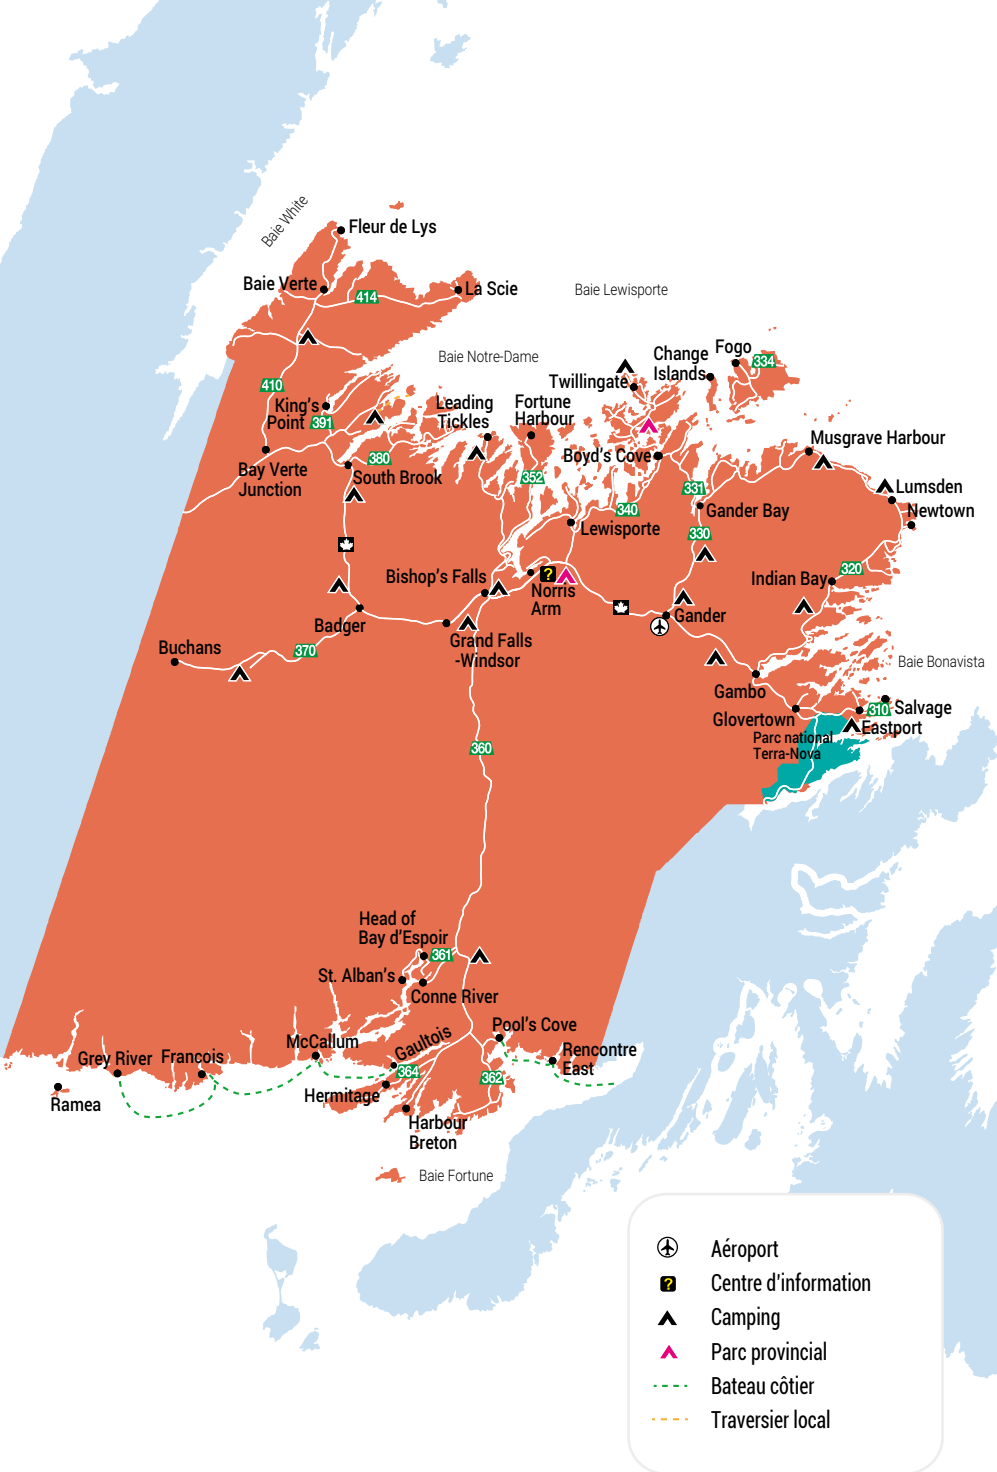 Baie White
Fleur de Lys
Baie Verte
414
La Scie
Baie Lewisporte
410
Baie Notre-Dame
Change
Islands
Fogo
334
Twillingate
King's
Point
391
Leading
Tickles
Fortune
Harbour
Boyd's Cove
Musgrave Harbour
Bay Verte
Junction
380
South Brook
352
331
Lumsden
340
Gander Bay
Newtown
Lewisporte
330
Bishop's Falls
?
Norris
Arm
Indian Bay
320
Badger
Gander
Grand Falls
-Windsor
Buchans
370
Baie Bonavista
Gambo
310
Salvage
Glovertown
Eastport
Parc national
Terra-Nova
360
Head of
Bay d'Espoir
361
St. Alban's
Conne River
Pool's Cove
Gaultois
McCallum
Grey River
Francois
Rencontre
East
364
362
Hermitage
Ramea
Harbour
Breton
Baie Fortune
Aéroport
? Centre d'information
Camping
Parc provincial
Bateau côtier
Traversier local